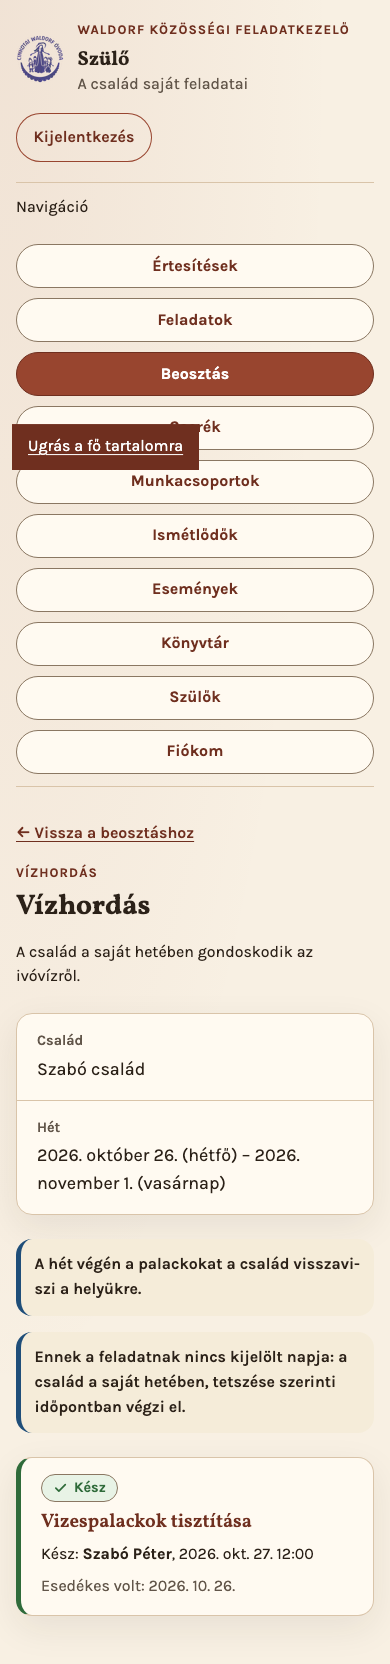 WALDORF KÖZÖSSÉGI FELADATKEZELŐ
Szülő
A család saját feladatai
Kijelentkezés
Navigáció
Értesítések
Feladatok
Beosztás
Ugrás a fő tartalomra
Munkacsoportok
Ismétlődők
Események
Könyvtár
Szülők
Fiókom
← Vissza a beosztáshoz
VÍZHORDÁS
Vízhordás
A család a saját hetében gondoskodik az
ivóvízről.
Család
Szabó család
Hét
2026. október 26. (hétfő) – 2026.
november 1. (vasárnap)
A hét végén a palackokat a család visszavi-
szi a helyükre.
Ennek a feladatnak nincs kijelölt napja: a
család a saját hetében, tetszése szerinti
időpontban végzi el.
Kész
Vizespalackok tisztítása
Kész: Szabó Péter, 2026. okt. 27. 12:00
Esedékes volt: 2026. 10. 26.